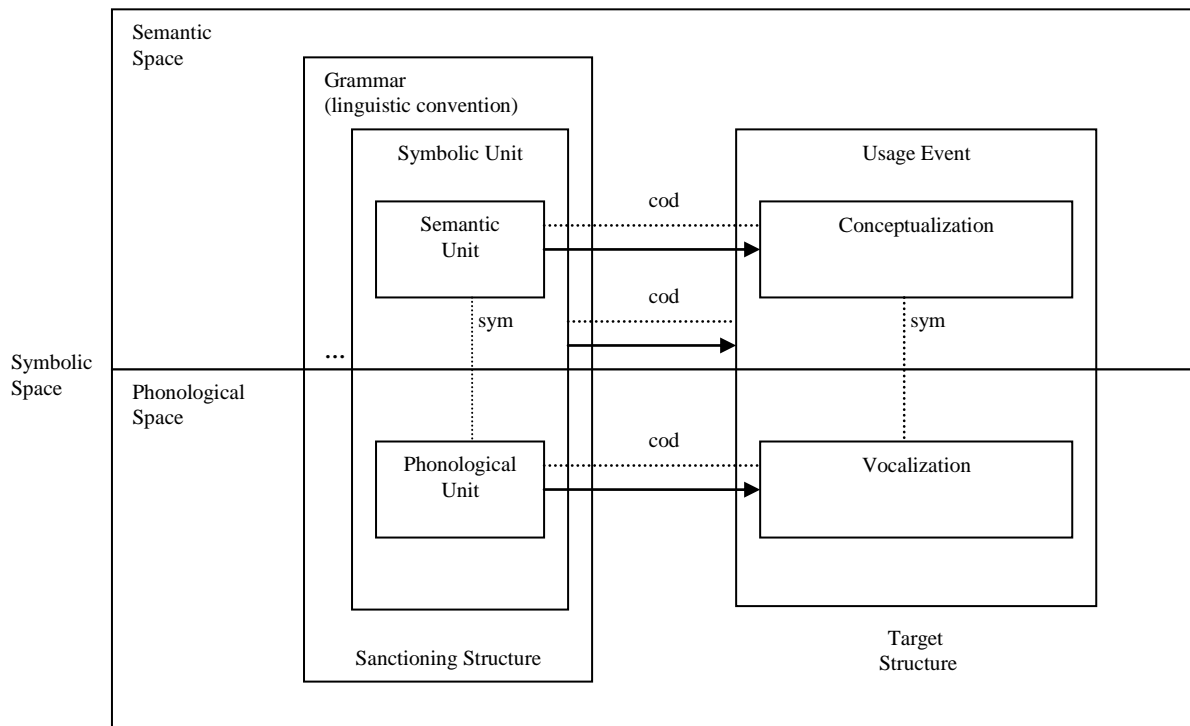 Semantic
Space
Grammar
(linguistic convention)
Symbolic Unit
Usage Event
cod
Semantic
Unit
Conceptualization
cod
sym
sym
...
Symbolic
Space
Phonological
Space
cod
Phonological
Unit
Vocalization
Sanctioning Structure
Target
Structure